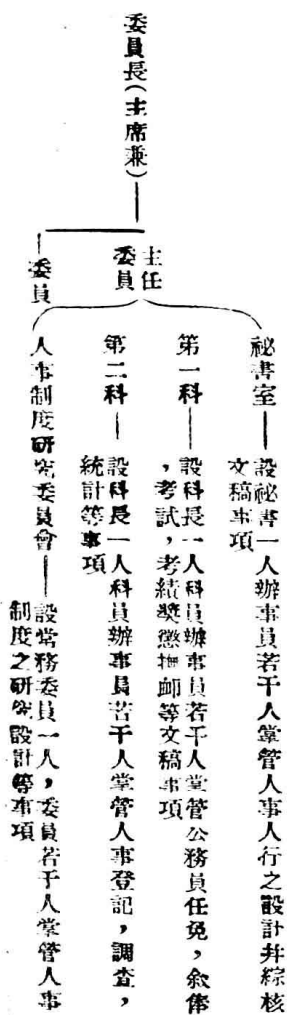 委員長(主席兼)
主任
委員
委員
祕書室
設祕書一人辦事員若干人掌管人事人行之設計并綜核
文稿事項
第一科
設科長一人科員辦事員若干人掌管公務員任免,敘俸
,考試,考績獎懲撫卹等文稿事項
第二科
設科長一人科員辦事員若干人掌管人事登記,調查,
統計等事項
人事制度研究委員會
設常務委員一人,委員若干人掌管人事
制度之研究設計等事項